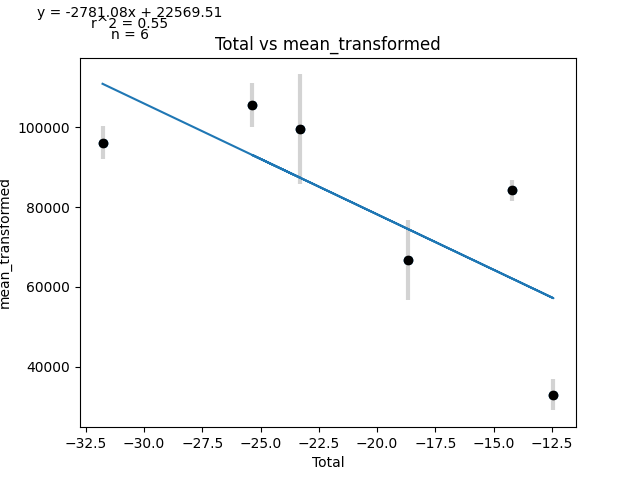 y = -2781.08x + 22569.51
r^2 = 0.55
n = 6
Total vs mean_transformed
mean_transformed
100000
80000
60000
40000
−32.5 −30.0 −27.5 −25.0 −22.5 −20.0 −17.5 −15.0 −12.5
Total